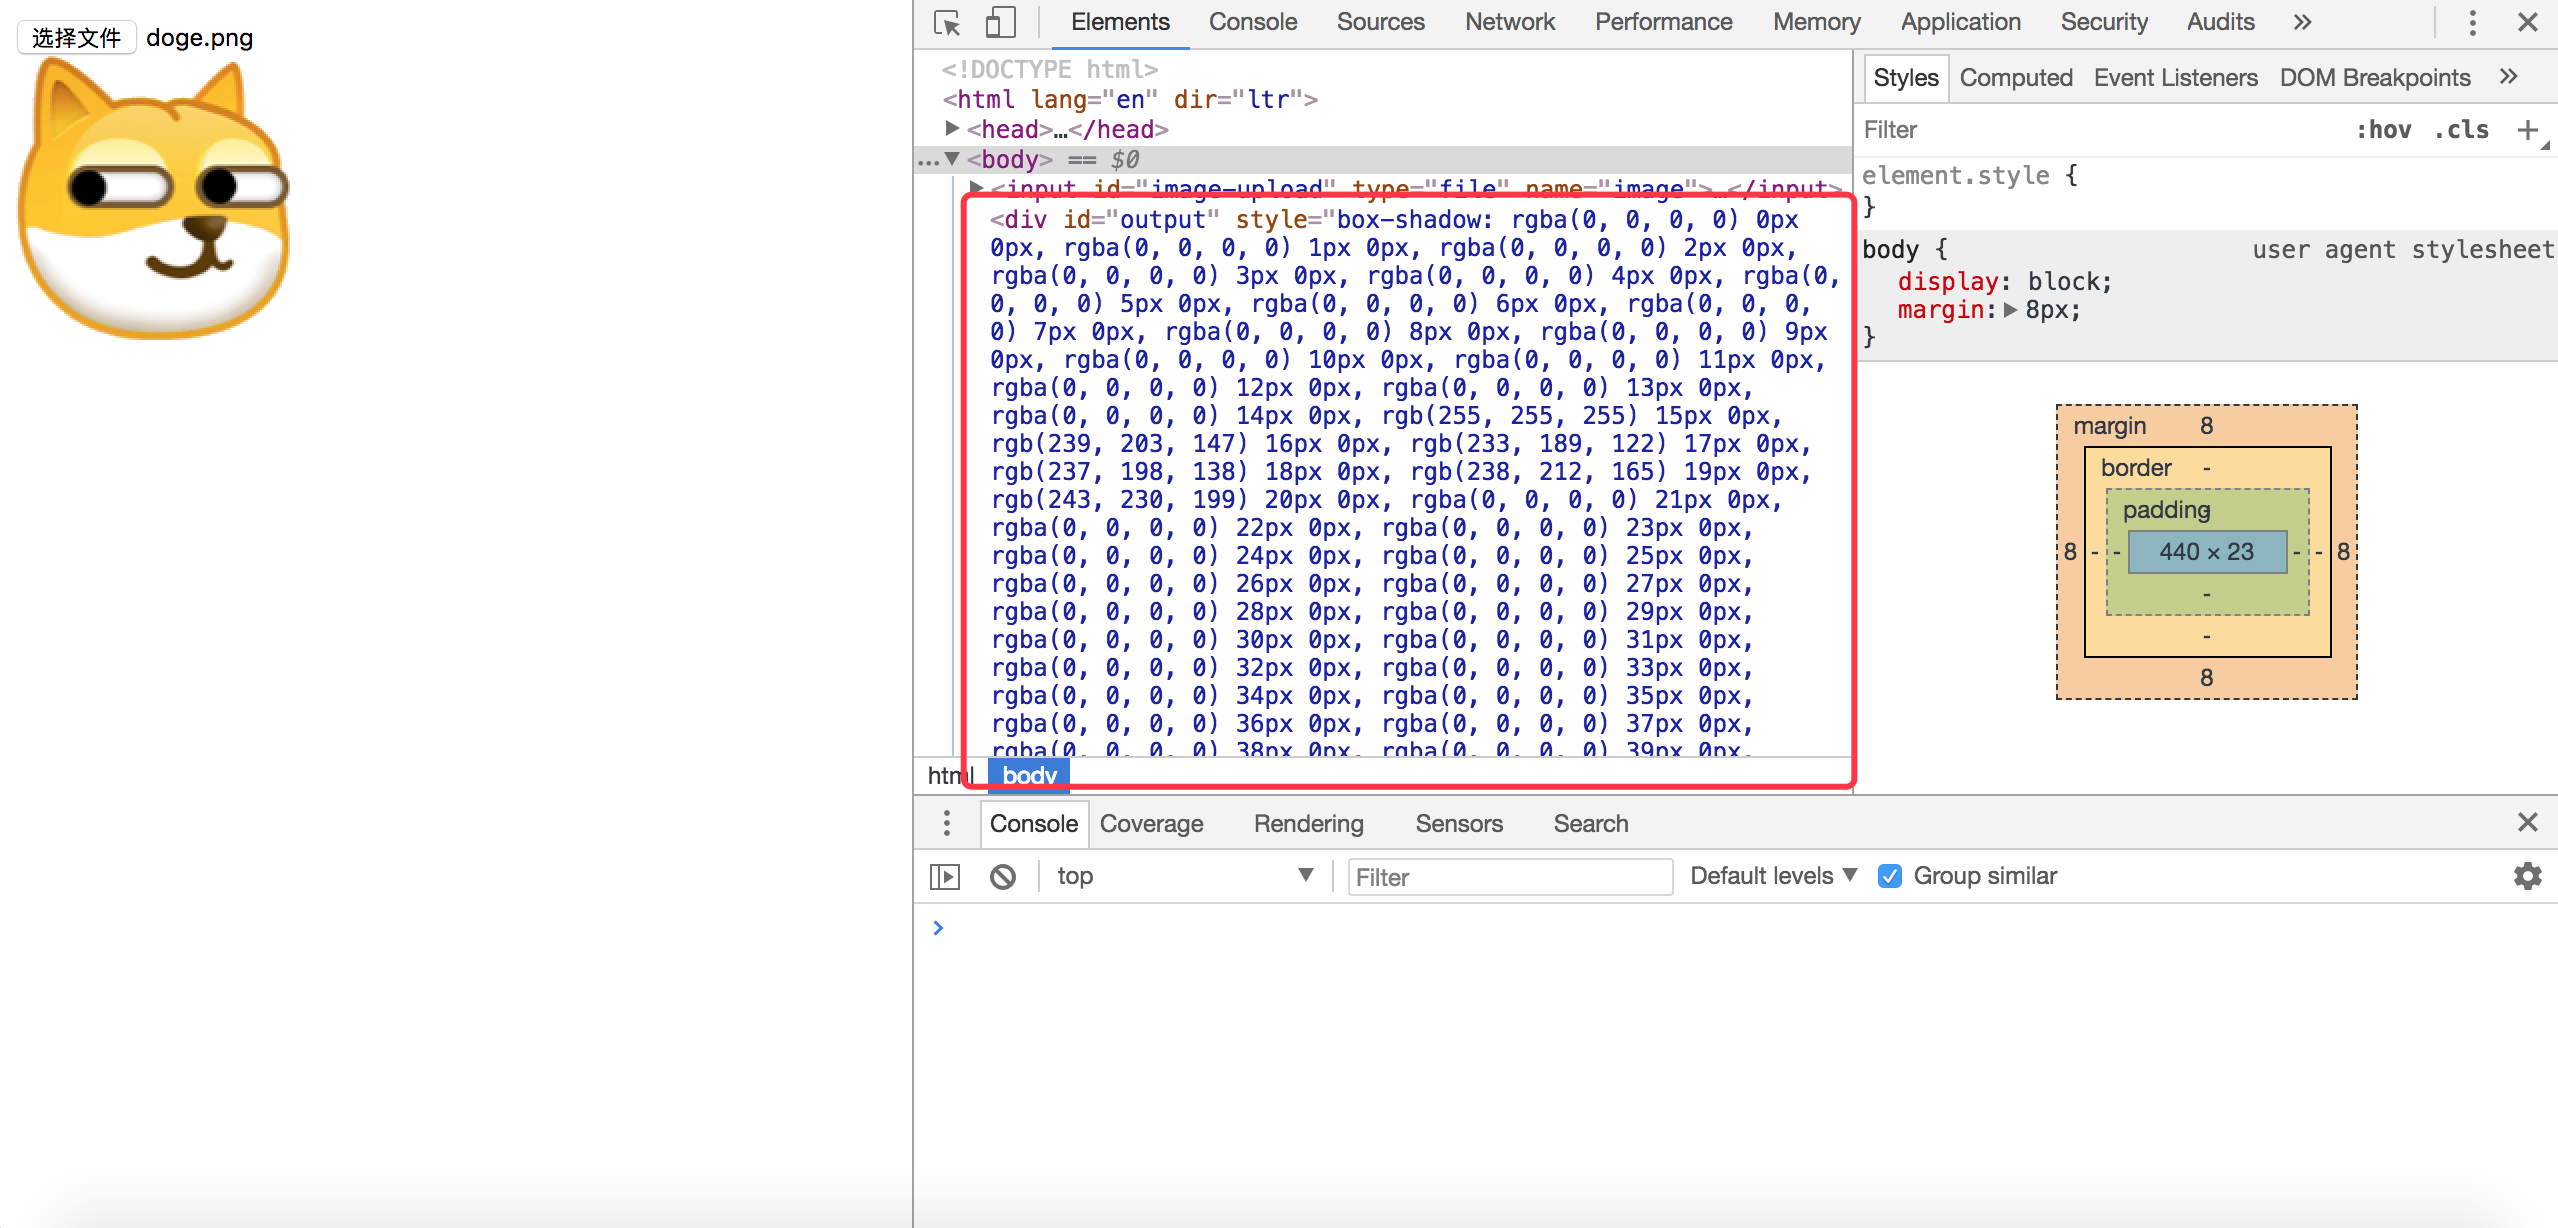 选择文件 doge.png
Elements Console Sources Network Performance Memory Application Security Audits »
<!DOCTYPE html>
<html lang="en" dir="ltr">
▶<head>…</head>
…▼<body> == $0
▶<input id="image-upload" type="file" name="image">…</input>
<div id="output" style="box-shadow: rgba(0, 0, 0, 0) 0px
0px, rgba(0, 0, 0, 0) 1px 0px, rgba(0, 0, 0, 0) 2px 0px,
rgba(0, 0, 0, 0) 3px 0px, rgba(0, 0, 0, 0) 4px 0px, rgba(0,
0, 0, 0) 5px 0px, rgba(0, 0, 0, 0) 6px 0px, rgba(0, 0, 0,
0) 7px 0px, rgba(0, 0, 0, 0) 8px 0px, rgba(0, 0, 0, 0) 9px
0px, rgba(0, 0, 0, 0) 10px 0px, rgba(0, 0, 0, 0) 11px 0px,
rgba(0, 0, 0, 0) 12px 0px, rgba(0, 0, 0, 0) 13px 0px,
rgba(0, 0, 0, 0) 14px 0px, rgb(255, 255, 255) 15px 0px,
rgb(239, 203, 147) 16px 0px, rgb(233, 189, 122) 17px 0px,
rgb(237, 198, 138) 18px 0px, rgb(238, 212, 165) 19px 0px,
rgb(243, 230, 199) 20px 0px, rgba(0, 0, 0, 0) 21px 0px,
rgba(0, 0, 0, 0) 22px 0px, rgba(0, 0, 0, 0) 23px 0px,
rgba(0, 0, 0, 0) 24px 0px, rgba(0, 0, 0, 0) 25px 0px,
rgba(0, 0, 0, 0) 26px 0px, rgba(0, 0, 0, 0) 27px 0px,
rgba(0, 0, 0, 0) 28px 0px, rgba(0, 0, 0, 0) 29px 0px,
rgba(0, 0, 0, 0) 30px 0px, rgba(0, 0, 0, 0) 31px 0px,
rgba(0, 0, 0, 0) 32px 0px, rgba(0, 0, 0, 0) 33px 0px,
rgba(0, 0, 0, 0) 34px 0px, rgba(0, 0, 0, 0) 35px 0px,
rgba(0, 0, 0, 0) 36px 0px, rgba(0, 0, 0, 0) 37px 0px,
rgba(0, 0, 0, 0) 38px 0px, rgba(0, 0, 0, 0) 39px 0px,
html body
Styles Computed Event Listeners DOM Breakpoints »
Filter :hov .cls +
element.style {
}
body { user agent stylesheet
display: block;
margin:▶8px;
}
margin 8
border -
padding
8 - - 440 × 23 - - 8
-
-
8
Console Coverage Rendering Sensors Search
top ▼ Filter Default levels ▼ Group similar